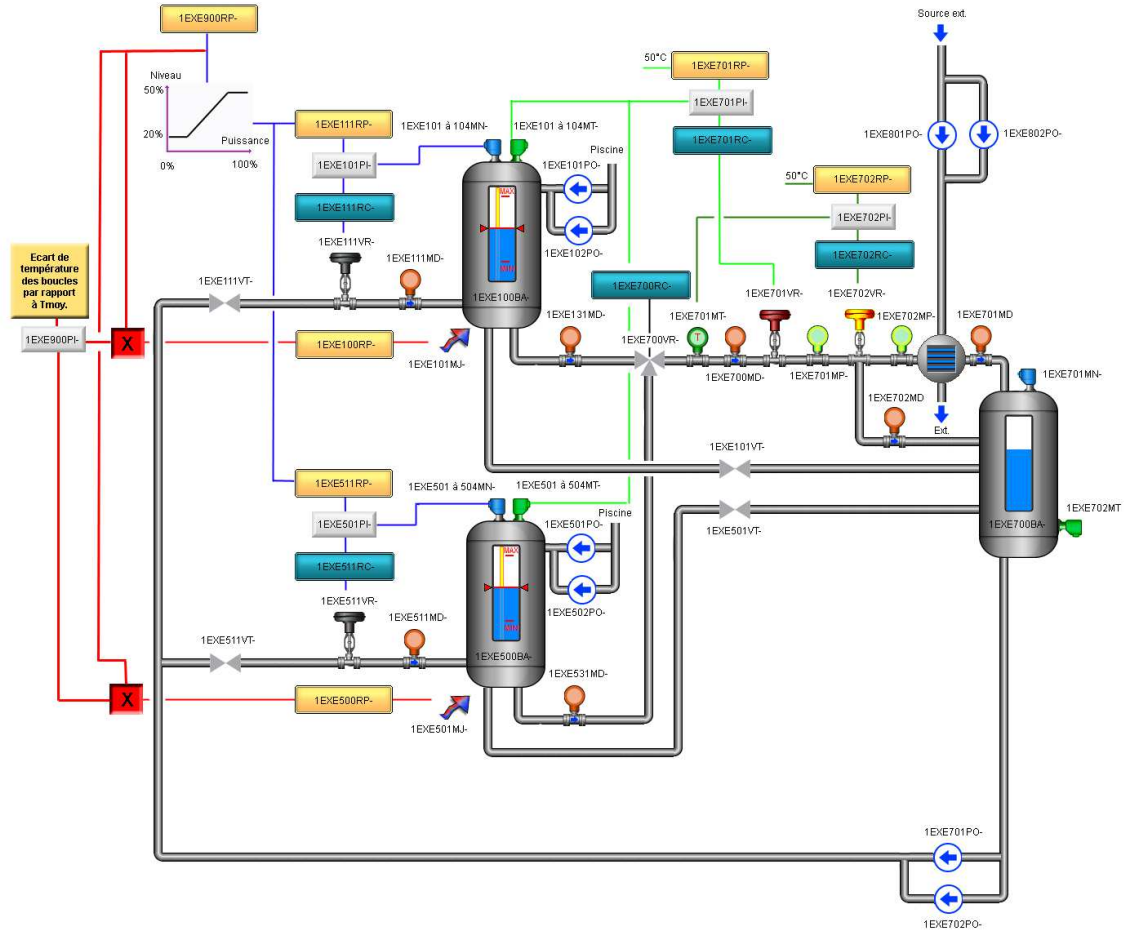 1EXE900RP-
Source ext.
Niveau
50%
20%
Puissance
0%
100%
50°C
1EXE701RP-
1EXE701PI-
1EXE701RC-
1EXE111RP-
1EXE101PI-
1EXE111RC-
1EXE101 à 104MN-
1EXE101 à 104MT-
1EXE801PO-
1EXE802PO-
1EXE101PO-
Piscine
50°C
1EXE702RP-
1EXE702PI-
1EXE702RC-
MAX
MIN
1EXE102PO-
1EXE100BA-
Ecart de
température
des boucles
par rapport
à Tmoy.
1EXE900PI-
X
1EXE111VT-
1EXE111VR-
1EXE111MD-
1EXE700RC-
1EXE701VR-
1EXE702VR-
1EXE131MD-
1EXE701MT-
T
1EXE702MP-
1EXE701MD
1EXE700VR-
1EXE100RP-
1EXE101MJ-
1EXE700MD-
1EXE701MP-
1EXE701MN-
1EXE702MD
Ext.
1EXE101VT-
1EXE511RP-
1EXE501PI-
1EXE511RC-
1EXE501 à 504MN-
1EXE501 à 504MT-
1EXE501PO-
Piscine
1EXE501VT-
1EXE702MT
1EXE700BA-
MAX
MIN
1EXE502PO-
1EXE511VT-
1EXE511VR-
1EXE511MD-
1EXE500BA-
1EXE531MD-
X
1EXE500RP-
1EXE501MJ-
1EXE701PO-
1EXE702PO-